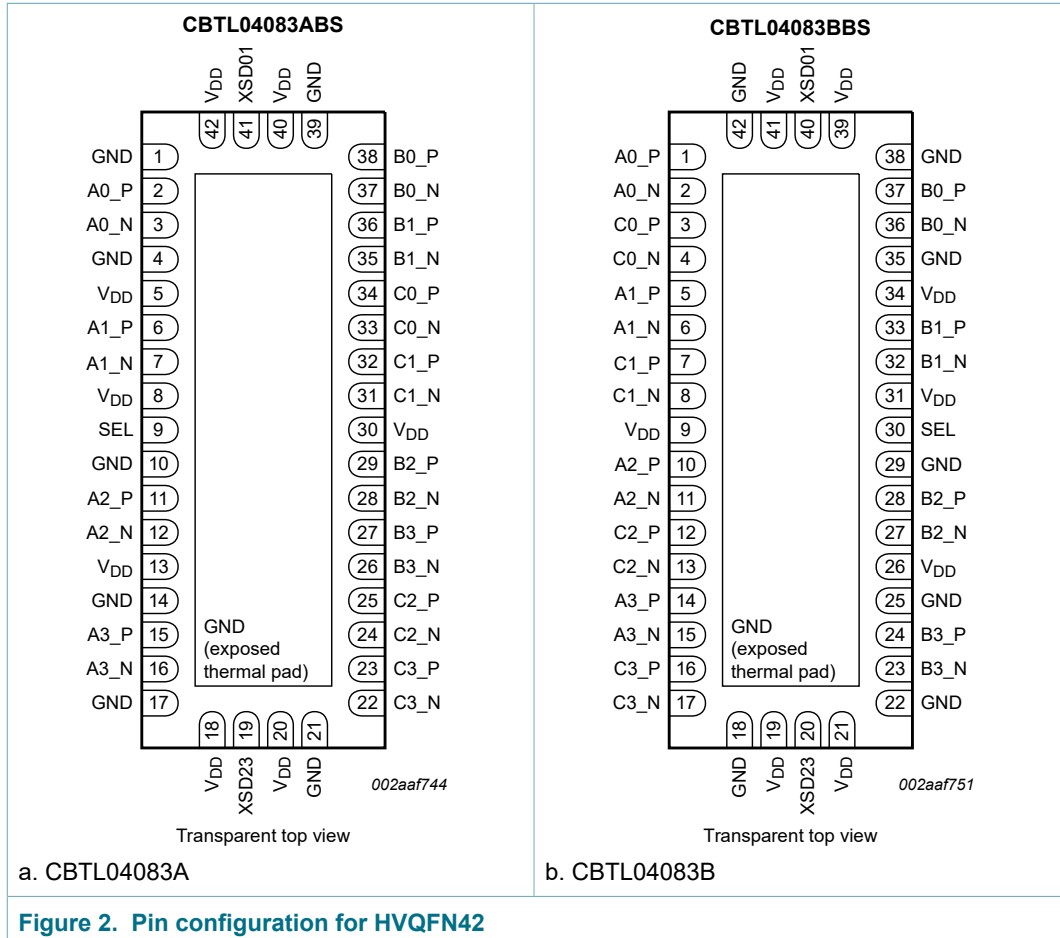 CBTL04083ABS
VDD XSD01 VDD GND
42 41 40 39
GND 1 38 B0_P
A0_P 2 37 B0_N
A0_N 3 36 B1_P
GND 4 35 B1_N
VDD 5 34 C0_P
A1_P 6 33 C0_N
A1_N 7 32 C1_P
VDD 8 31 C1_N
SEL 9 30 VDD
GND 10 29 B2_P
A2_P 11 28 B2_N
A2_N 12 27 B3_P
VDD 13 26 B3_N
GND 14 25 C2_P
A3_P 15 24 C2_N
A3_N 16 23 C3_P
GND 17 22 C3_N
GND
(exposed
thermal pad)
18 19 20 21
VDD XSD23 VDD GND
002aaf744
Transparent top view
a. CBTL04083A
CBTL04083BBS
GND VDD XSD01 VDD
42 41 40 39
A0_P 1 38 GND
A0_N 2 37 B0_P
C0_P 3 36 B0_N
C0_N 4 35 GND
A1_P 5 34 VDD
A1_N 6 33 B1_P
C1_P 7 32 B1_N
C1_N 8 31 VDD
VDD 9 30 SEL
A2_P 10 29 GND
A2_N 11 28 B2_P
C2_P 12 27 B2_N
C2_N 13 26 VDD
A3_P 14 25 GND
A3_N 15 24 B3_P
C3_P 16 23 B3_N
C3_N 17 22 GND
GND
(exposed
thermal pad)
18 19 20 21
GND VDD XSD23 VDD
002aaf751
Transparent top view
b. CBTL04083B
Figure 2. Pin configuration for HVQFN42